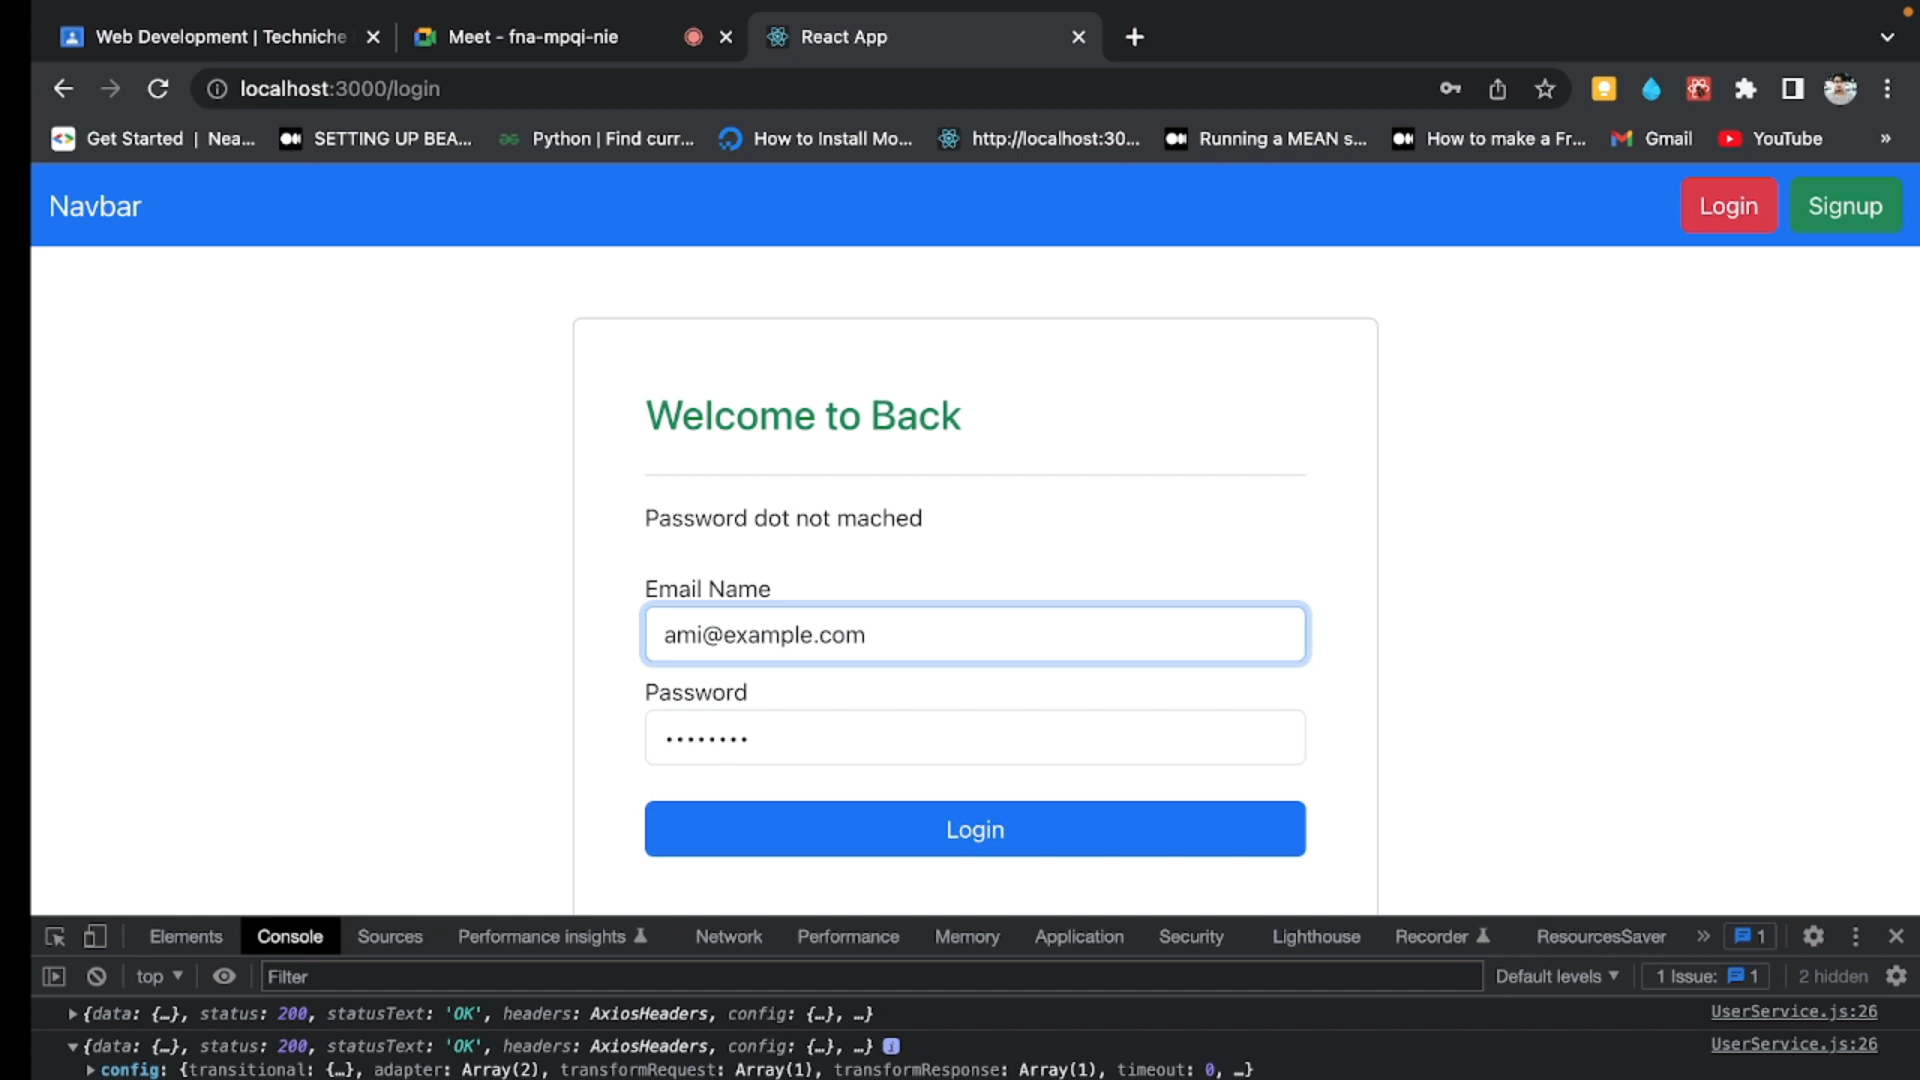 Web Development | Techniche
Meet - fna-mpqi-nie
React App
localhost:3000/login
Get Started | Nea...
SETTING UP BEA...
Python | Find curr...
How to Install Mo...
http://localhost:30...
Running a MEAN s...
How to make a Fr...
Gmail
YouTube
»
Navbar
Login
Signup
Welcome to Back
Password dot not mached
Email Name
ami@example.com
Password
••••••••
Login
Elements
Console
Sources
Performance insights
Network
Performance
Memory
Application
Security
Lighthouse
Recorder
ResourcesSaver
»
1
top
Filter
Default levels
1 Issue: 1
2 hidden
{data: {…}, status: 200, statusText: 'OK', headers: AxiosHeaders, config: {…}, …}
UserService.js:26
{data: {…}, status: 200, statusText: 'OK', headers: AxiosHeaders, config: {…}, …} i
UserService.js:26
config: {transitional: {…}, adapter: Array(2), transformRequest: Array(1), transformResponse: Array(1), timeout: 0, …}